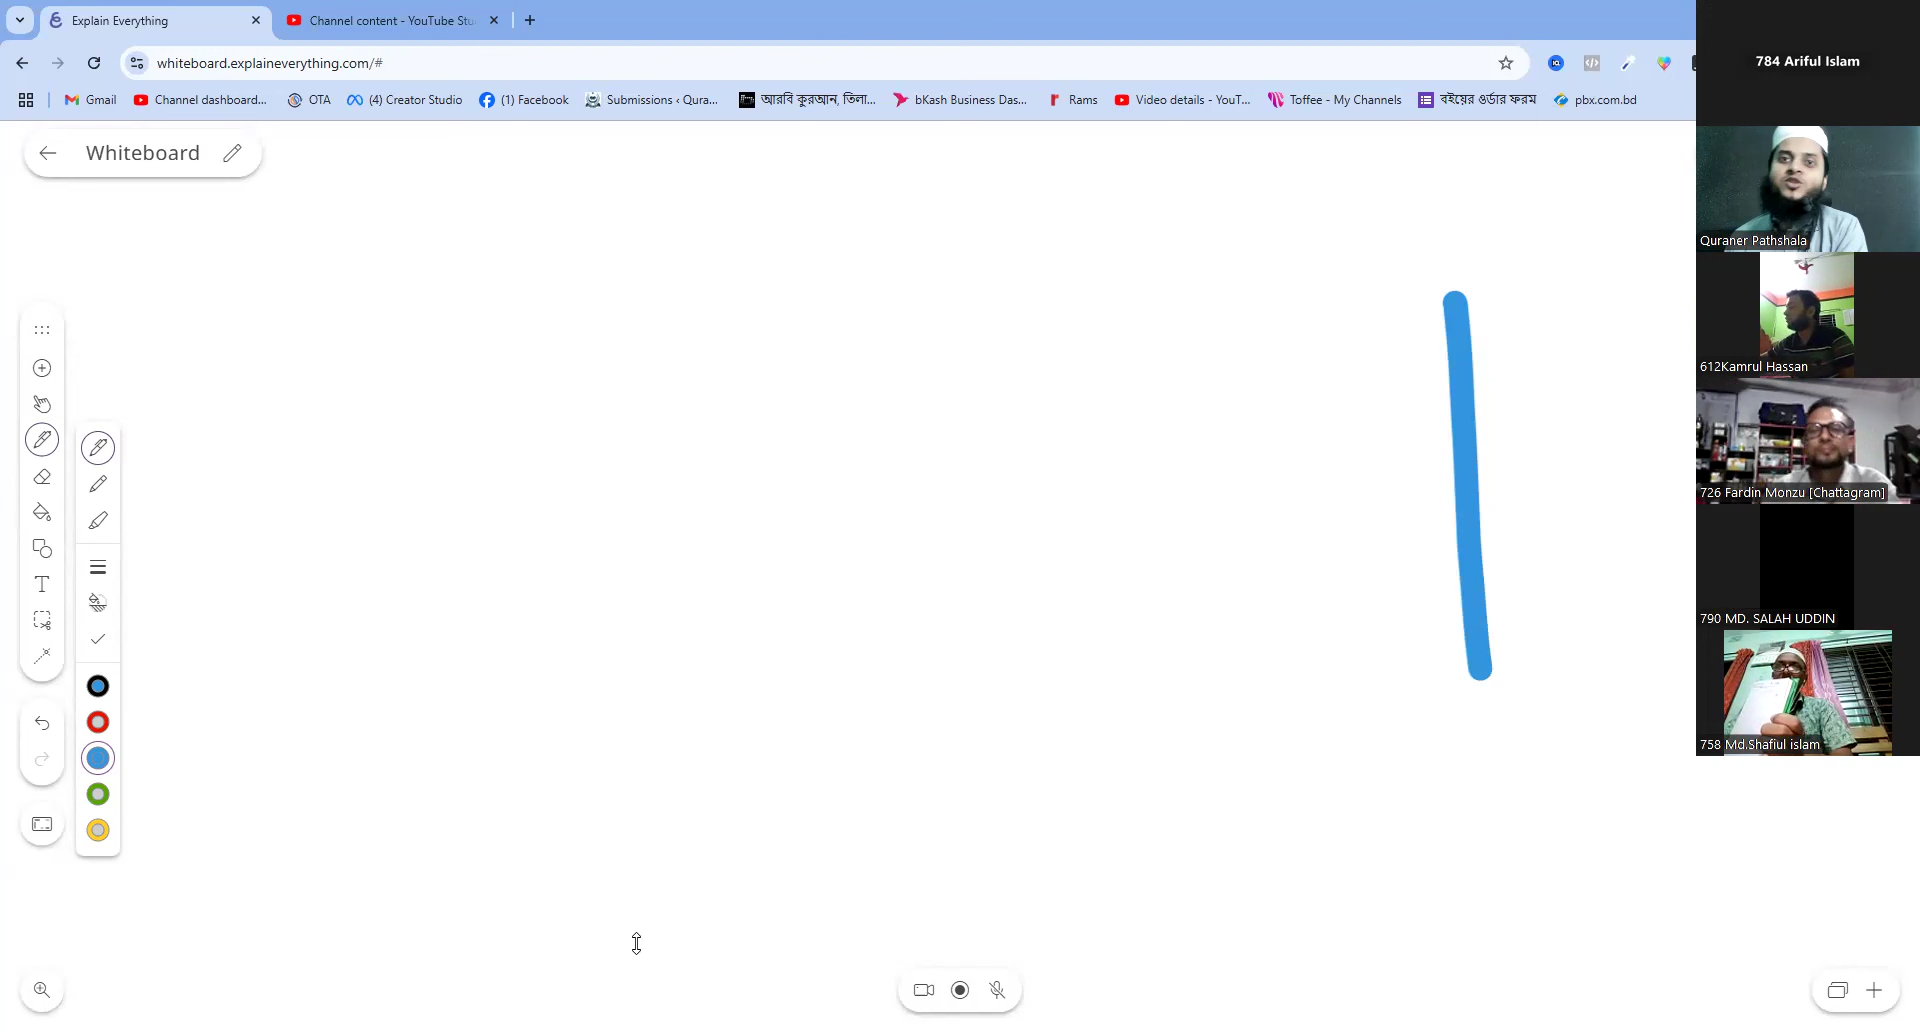 Explain Everything
Channel content - YouTube Stu
whiteboard.explaineverything.com/#
Gmail
Channel dashboard...
OTA
(4) Creator Studio
(1) Facebook
Submissions ‹ Qura...
আরবি কুরআন, তিলা...
bKash Business Das...
Rams
Video details - YouT...
Toffee - My Channels
বইয়ের ওর্ডার ফরম
pbx.com.bd
Whiteboard
T
784 Ariful Islam
Quraner Pathshala
612Kamrul Hassan
726 Fardin Monzu [Chattagram]
790 MD. SALAH UDDIN
758 Md.Shafiul islam